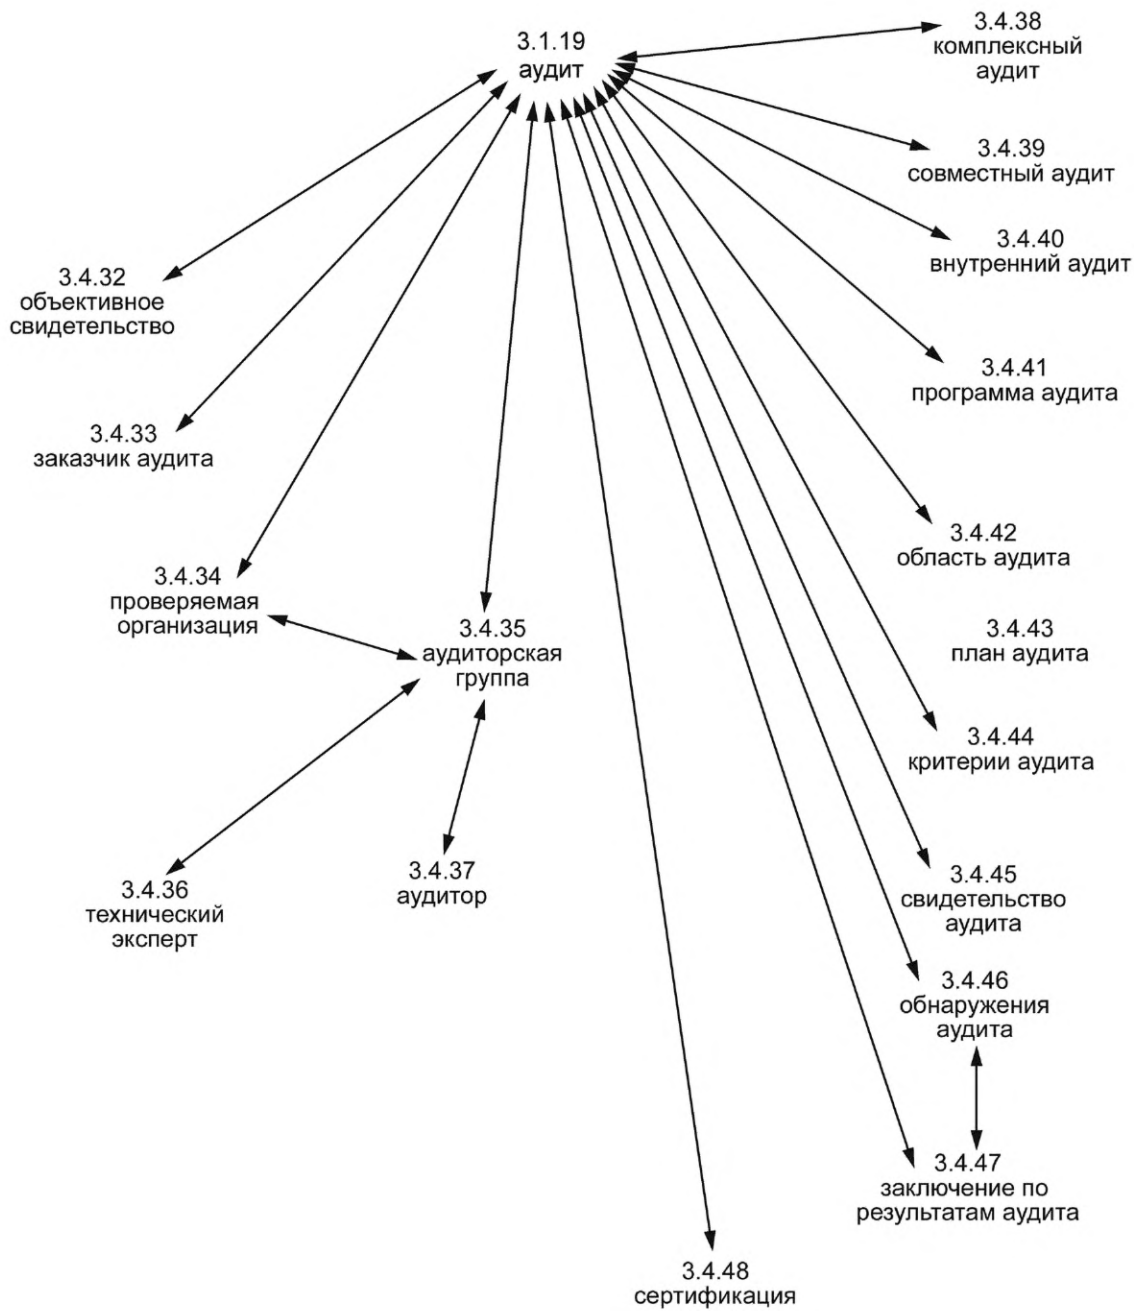 3.1.19
аудит
3.4.38
комплексный
аудит
3.4.39
совместный аудит
3.4.40
внутренний аудит
3.4.32
объективное
свидетельство
3.4.41
программа аудита
3.4.33
заказчик аудита
3.4.42
область аудита
3.4.34
проверяемая
организация
3.4.35
аудиторская
группа
3.4.43
план аудита
3.4.44
критерии аудита
3.4.36
технический
эксперт
3.4.37
аудитор
3.4.45
свидетельство
аудита
3.4.46
обнаружения
аудита
3.4.47
заключение по
результатам аудита
3.4.48
сертификация